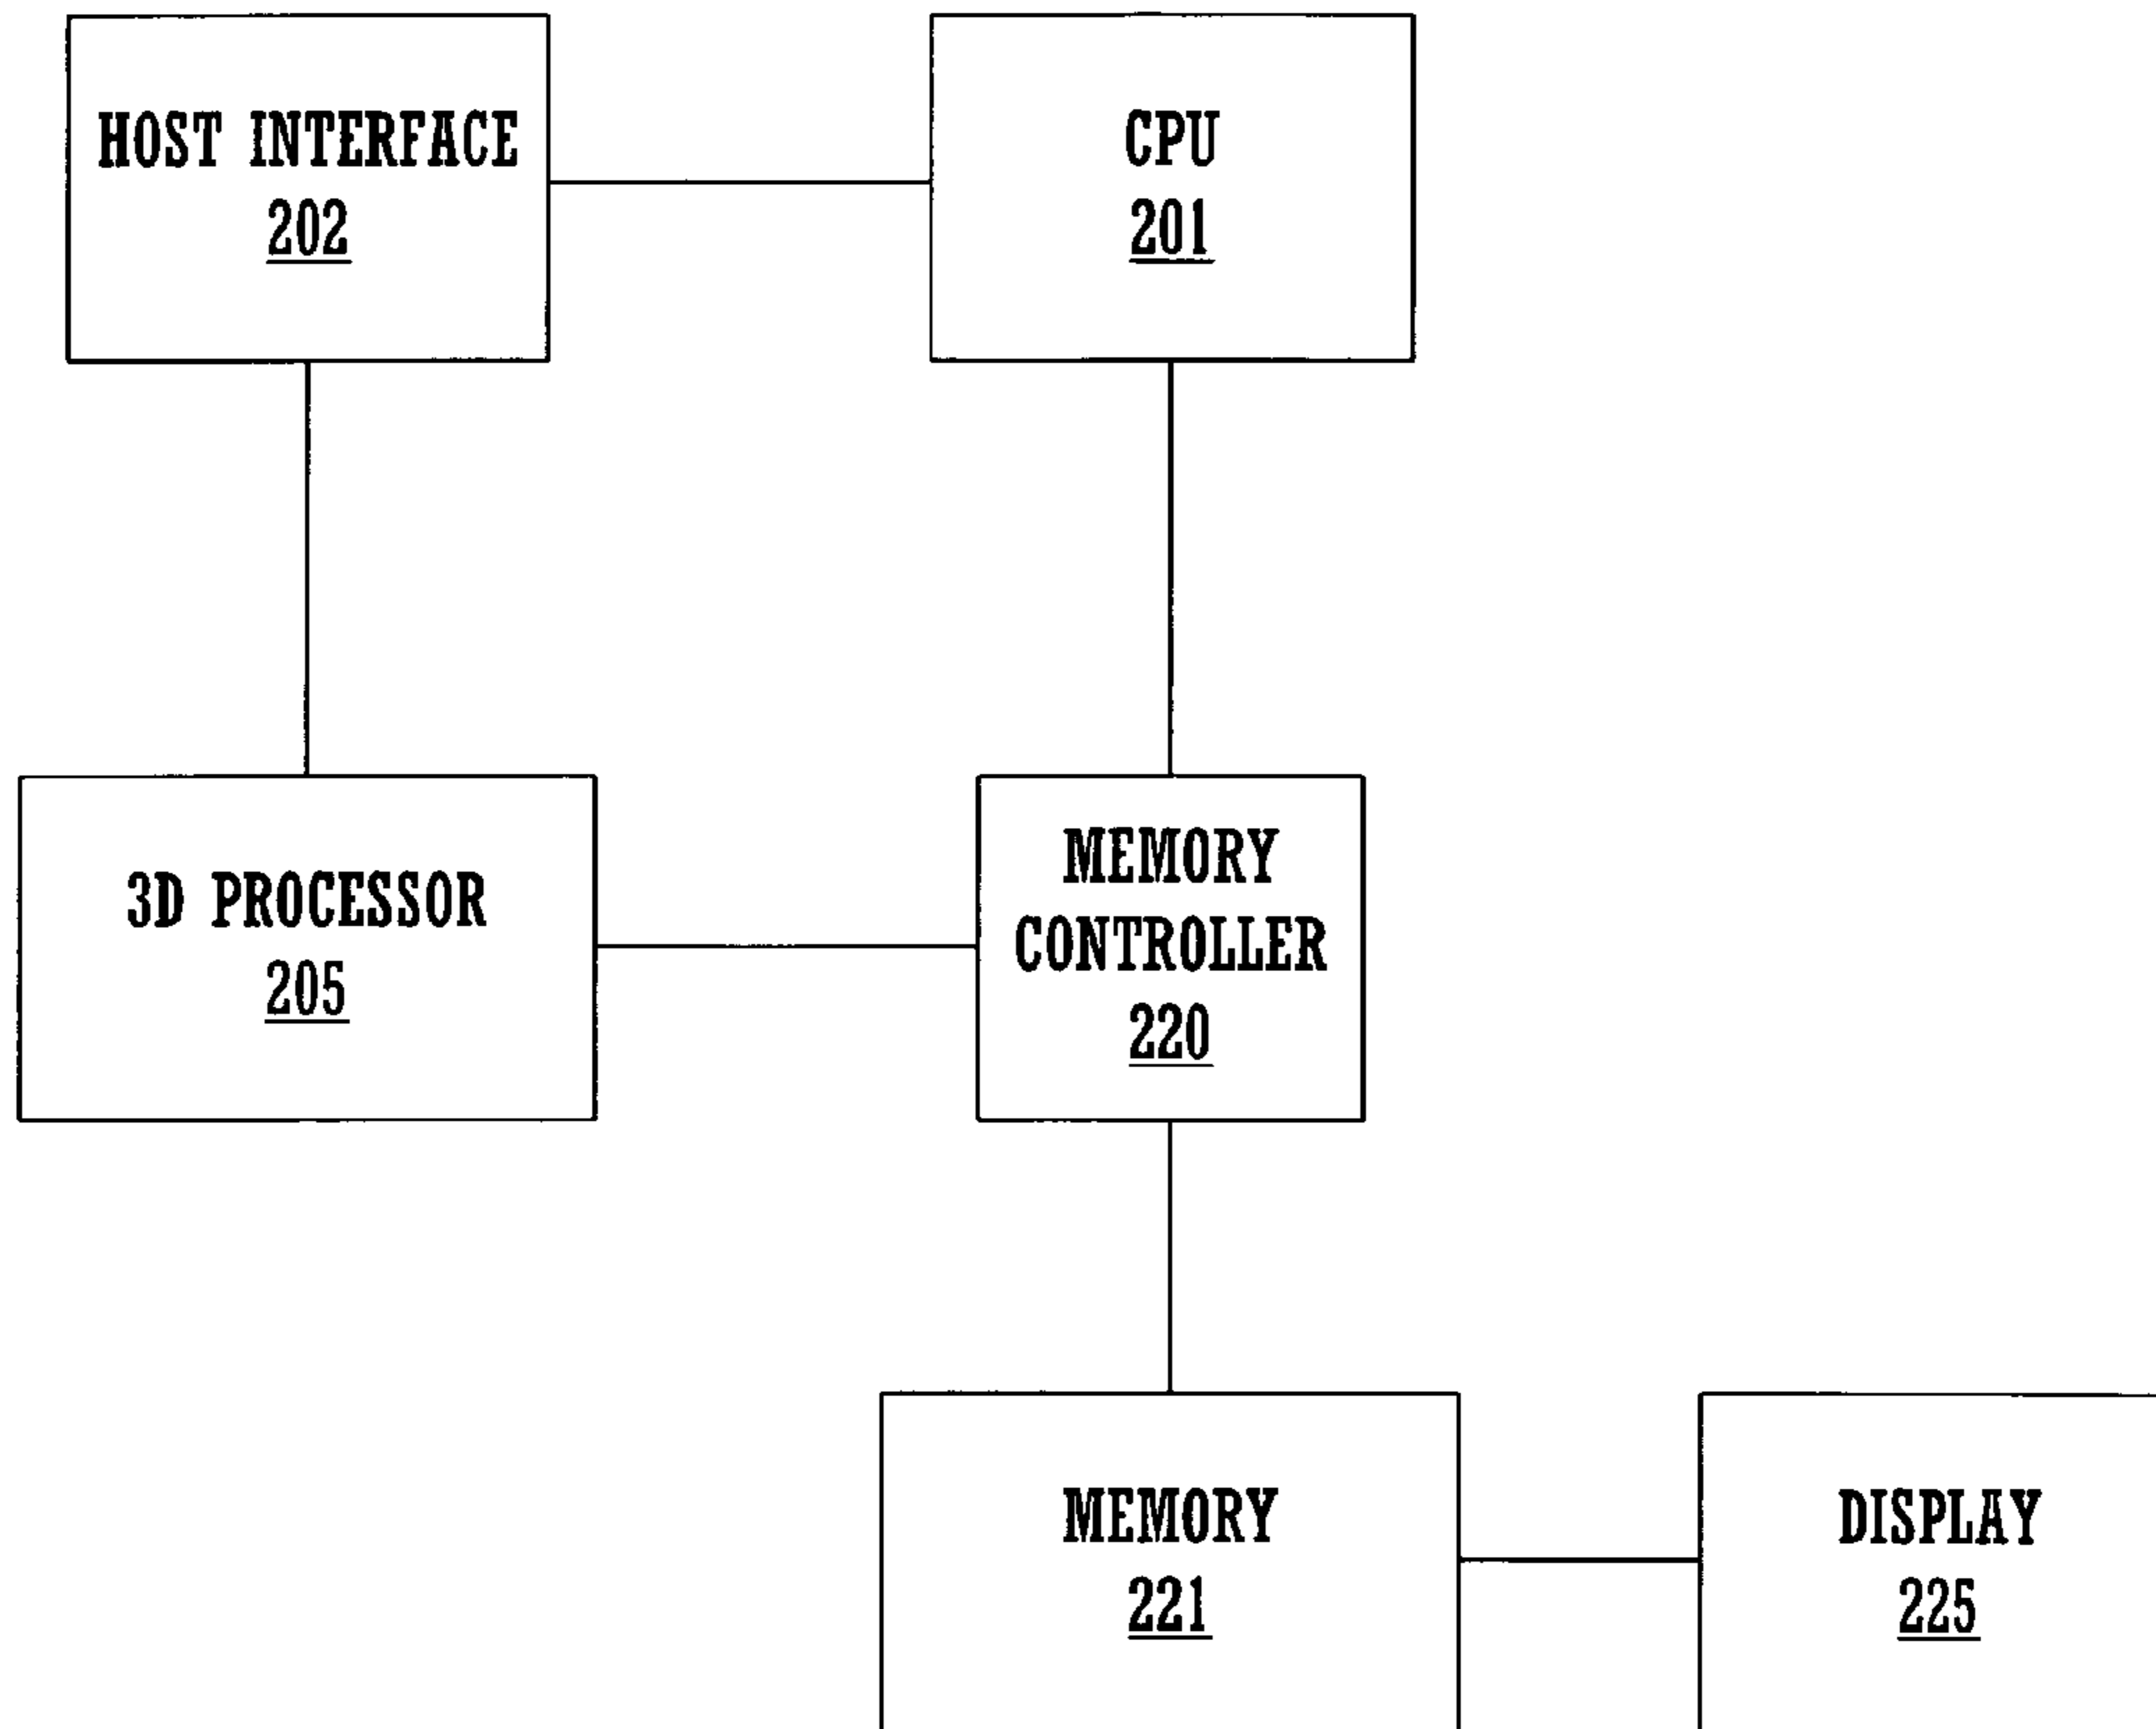 HOST INTERFACE
202
CPU
201
3D PROCESSOR
205
MEMORY
CONTROLLER
220
MEMORY
221
DISPLAY
225